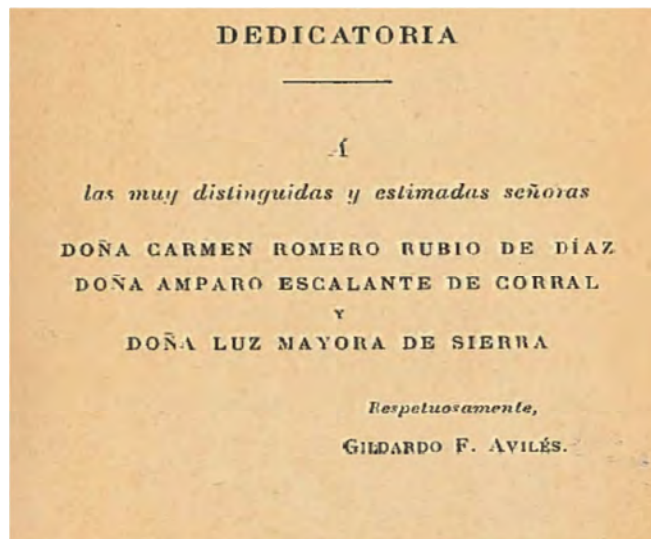 DEDICATORIA
Á
las muy distinguidas y estimadas señoras
DOÑA CARMEN ROMERO RUBIO DE DÍAZ
DOÑA AMPARO ESCALANTE DE CORRAL
Y
DOÑA LUZ MAYORA DE SIERRA
Respetuosamente,
GILDARDO F. AVILÉS.